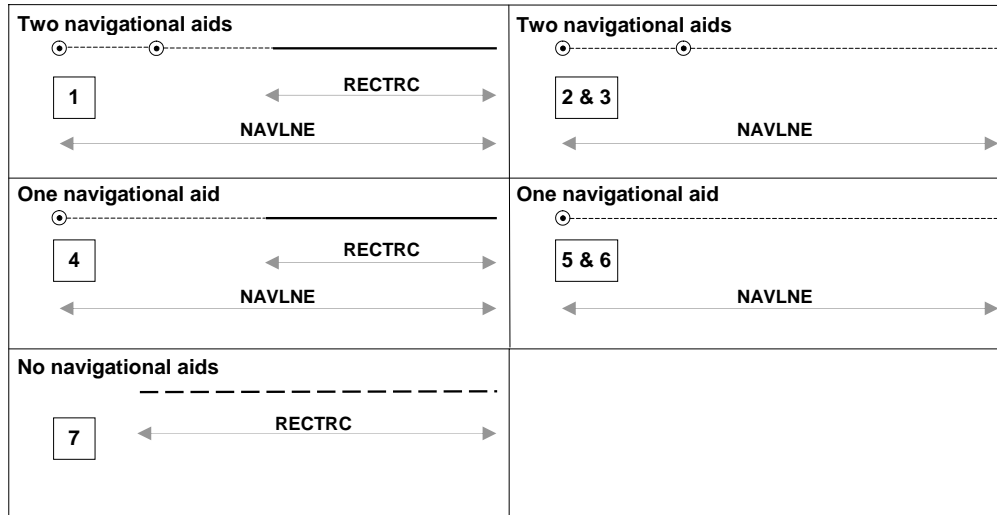 Two navigational aids
1
RECTRC
NAVLNE
Two navigational aids
2 & 3
NAVLNE
One navigational aid
4
RECTRC
NAVLNE
One navigational aid
5 & 6
NAVLNE
No navigational aids
7
RECTRC